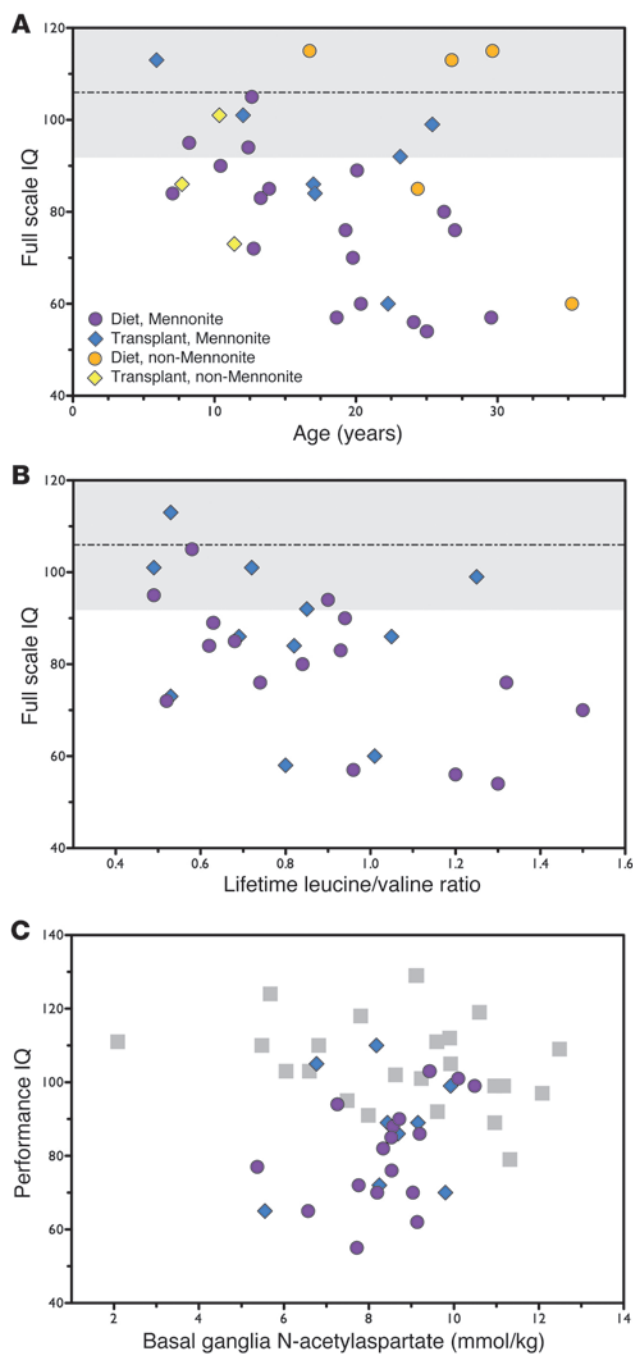 A
120
100
80
60
40
Full scale IQ
Diet, Mennonite
Transplant, Mennonite
Diet, non-Mennonite
Transplant, non-Mennonite
0 10 20 30
Age (years)
B
120
100
80
60
40
Full scale IQ
0.4 0.6 0.8 1.0 1.2 1.4 1.6
Lifetime leucine/valine ratio
C
140
120
100
80
60
40
Performance IQ
2 4 6 8 10 12 14
Basal ganglia N-acetylaspartate (mmol/kg)